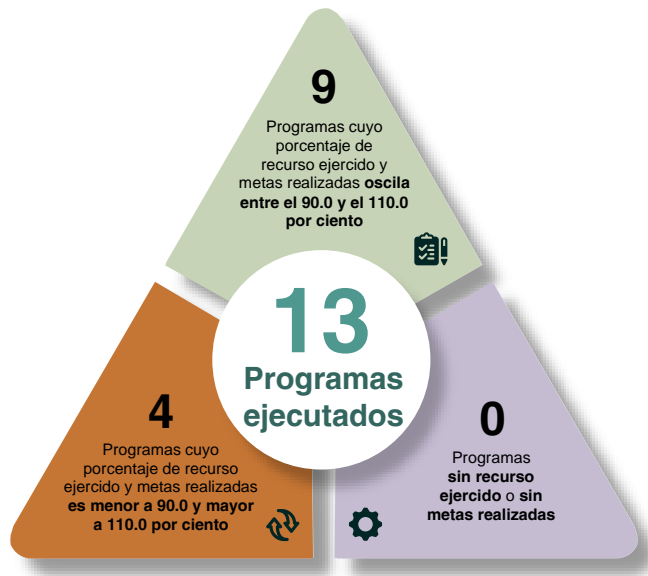 9
Programas cuyo
porcentaje de
recurso ejercido y
metas realizadas oscila
entre el 90.0 y el 110.0
por ciento
13
Programas
ejecutados
4
Programas cuyo
porcentaje de recurso
ejercido y metas realizadas
es menor a 90.0 y mayor
a 110.0 por ciento
0
Programas
sin recurso
ejercido o sin
metas realizadas